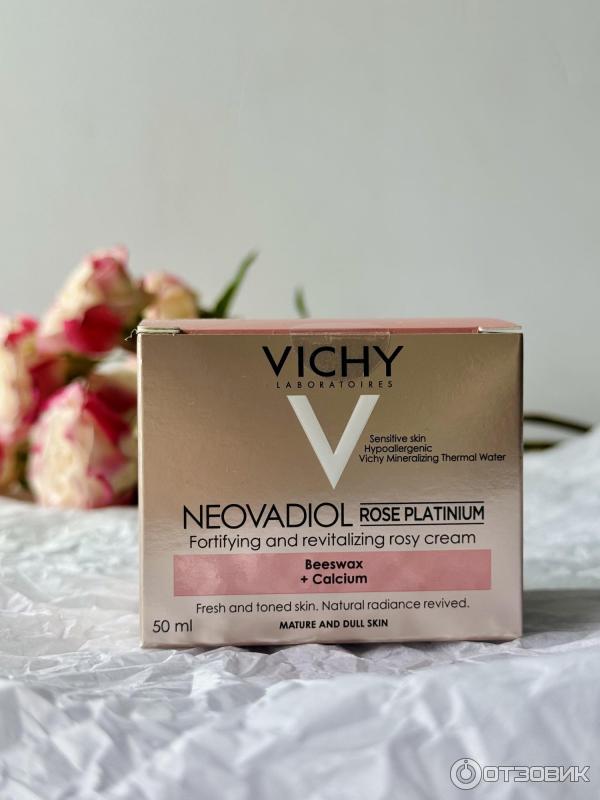 VICHY
LABORATOIRES
V
Sensitive skin
Hypoallergenic
Vichy Mineralizing Thermal Water
NEOVADIOL ROSE PLATINIUM
Fortifying and revitalizing rosy cream
Beeswax
+ Calcium
Fresh and toned skin. Natural radiance revived.
50 ml
MATURE AND DULL SKIN
ОТЗОВИК